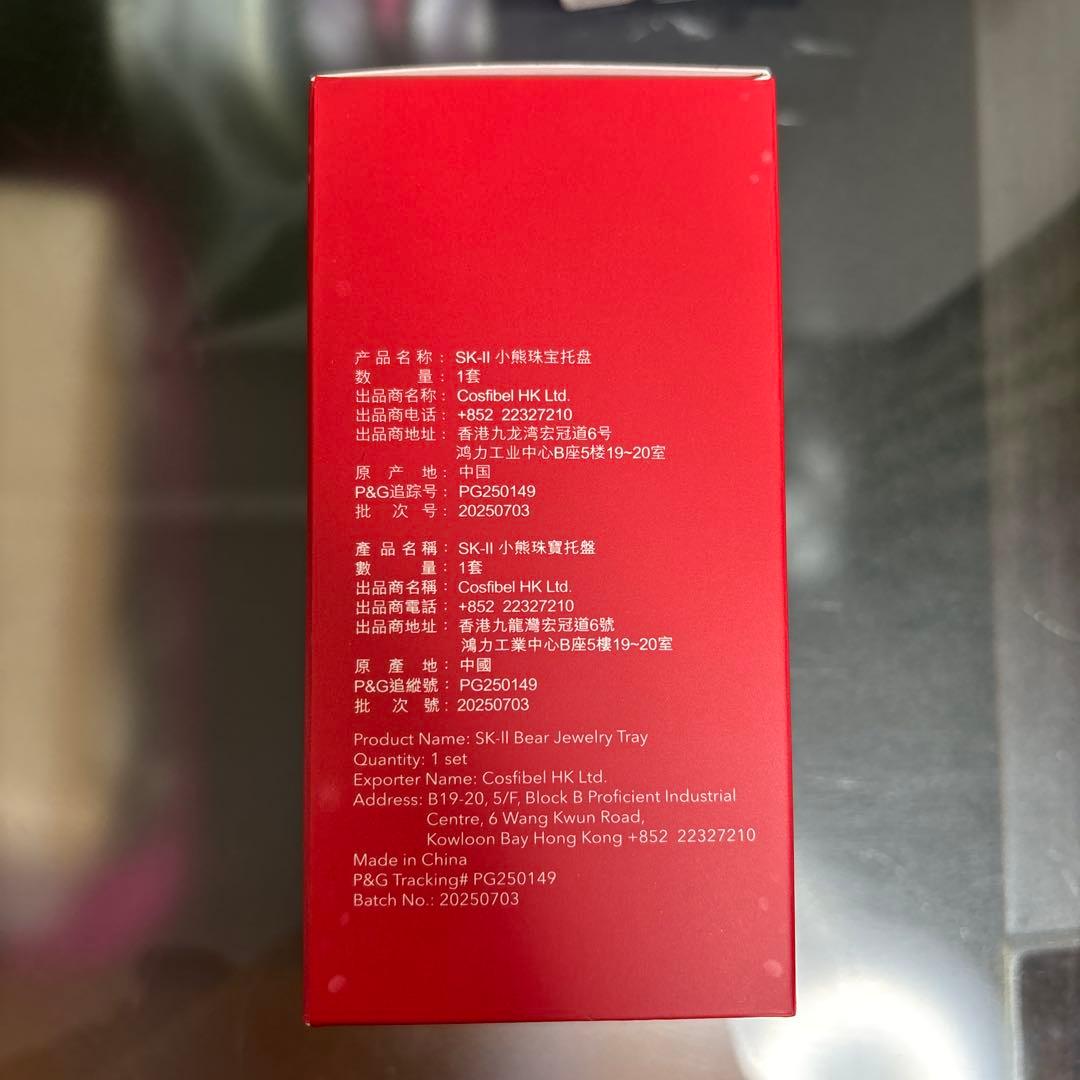 产品名称：SK-II 小熊珠宝托盘
数量：1套
出品商名称：Cosfibel HK Ltd.
出品商电话：+852 22327210
出品商地址：香港九龙湾宏冠道6号
鸿力工业中心B座5楼19~20室
原产地：中国
P&G追踪号：PG250149
批次号：20250703
產品名稱：SK-II 小熊珠寶托盤
數量：1套
出品商名稱：Cosfibel HK Ltd.
出品商電話：+852 22327210
出品商地址：香港九龍灣宏冠道6號
鴻力工業中心B座5樓19~20室
原產地：中國
P&G追縱號：PG250149
批次號：20250703
Product Name: SK-II Bear Jewelry Tray
Quantity: 1 set
Exporter Name: Cosfibel HK Ltd.
Address: B19-20, 5/F, Block B Proficient Industrial
Centre, 6 Wang Kwun Road,
Kowloon Bay Hong Kong +852 22327210
Made in China
P&G Tracking# PG250149
Batch No.: 20250703